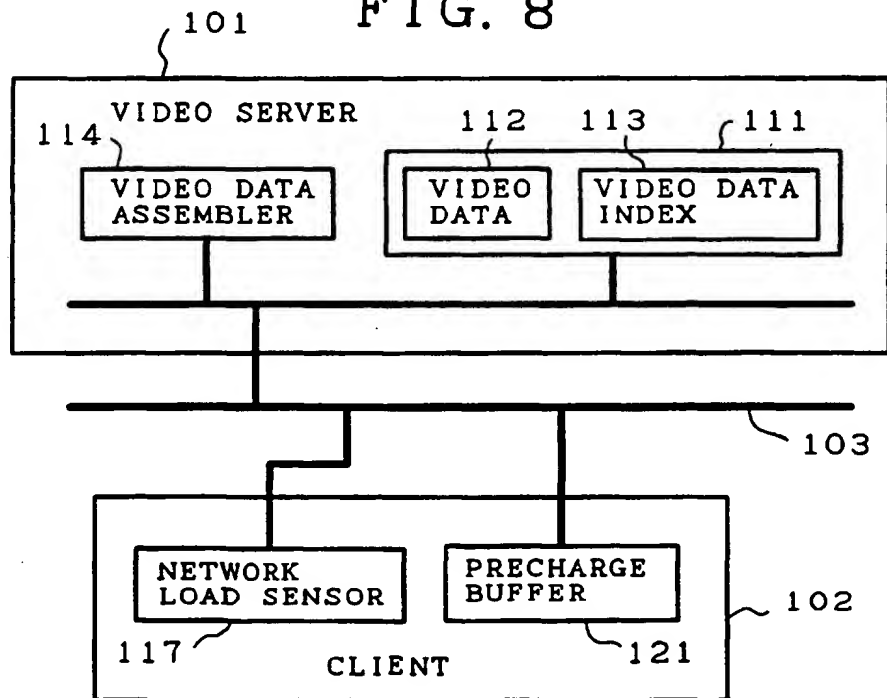 FIG. 8
101
VIDEO SERVER
114
112
113
111
VIDEO DATA
ASSEMBLER
VIDEO
DATA
VIDEO DATA
INDEX
103
NETWORK
LOAD SENSOR
PRECHARGE
BUFFER
102
117
121
CLIENT